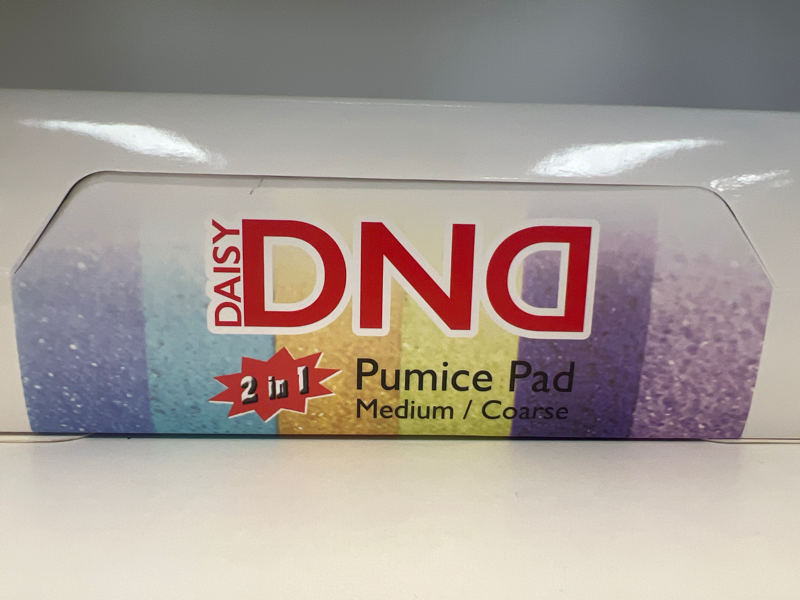 DAISY
DND
2 in 1
Pumice Pad
Medium / Coarse